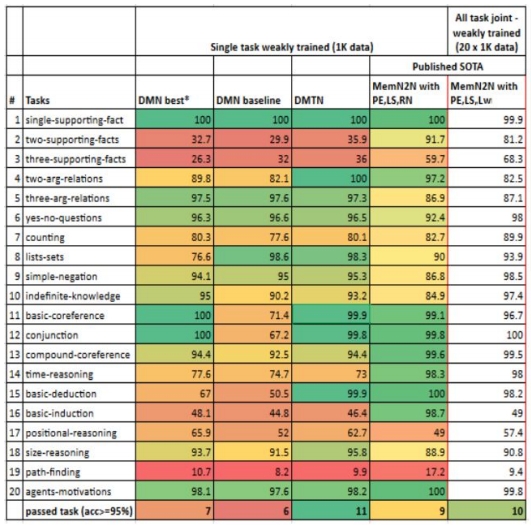 All task joint -
weakly trained
(20 x 1K data)
Single task weakly trained (1K data)
Published SOTA
# Tasks DMN best# DMN baseline DMTN MemN2N with PE,LS,RN MemN2N with PE,LS,Lw
1 single-supporting-fact 100 100 100 100 99.9
2 two-supporting-facts 32.7 29.9 35.9 91.7 81.2
3 three-supporting-facts 26.3 32 36 59.7 68.3
4 two-arg-relations 89.8 82.1 100 97.2 82.5
5 three-arg-relations 97.5 97.6 97.3 86.9 87.1
6 yes-no-questions 96.3 96.6 96.5 92.4 98
7 counting 80.3 77.6 80.1 82.7 89.9
8 lists-sets 76.6 98.6 98.3 90 93.9
9 simple-negation 94.1 95 95.3 86.8 98.5
10 indefinite-knowledge 95 90.2 93.2 84.9 97.4
11 basic-coreference 100 71.4 99.9 99.1 96.7
12 conjunction 100 67.2 99.8 99.8 100
13 compound-coreference 94.4 92.5 94.4 99.6 99.5
14 time-reasoning 77.6 74.7 73 98.3 98
15 basic-deduction 67 50.5 99.9 100 98.2
16 basic-induction 48.1 44.8 46.4 98.7 49
17 positional-reasoning 65.9 52 62.7 49 57.4
18 size-reasoning 93.7 91.5 95.8 88.9 90.8
19 path-finding 10.7 8.2 9.9 17.2 9.4
20 agents-motivations 98.1 97.6 98.2 100 99.8
passed task (acc>=95%) 7 6 11 9 10